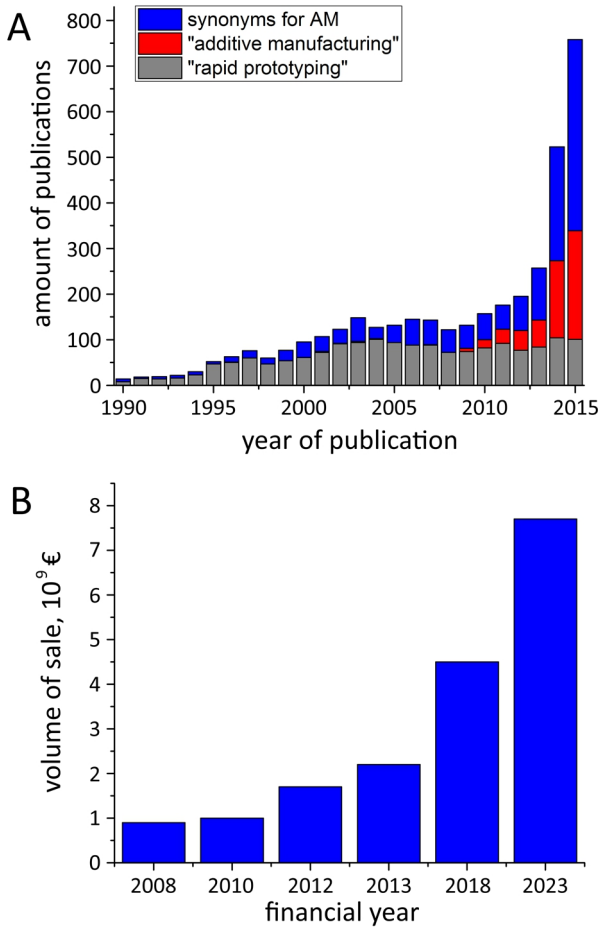 A
synonyms for AM
"additive manufacturing"
"rapid prototyping"
amount of publications
800
700
600
500
400
300
200
100
0
1990 1995 2000 2005 2010 2015
year of publication
B
volume of sale, 10⁹ €
8
7
6
5
4
3
2
1
0
2008 2010 2012 2013 2018 2023
financial year